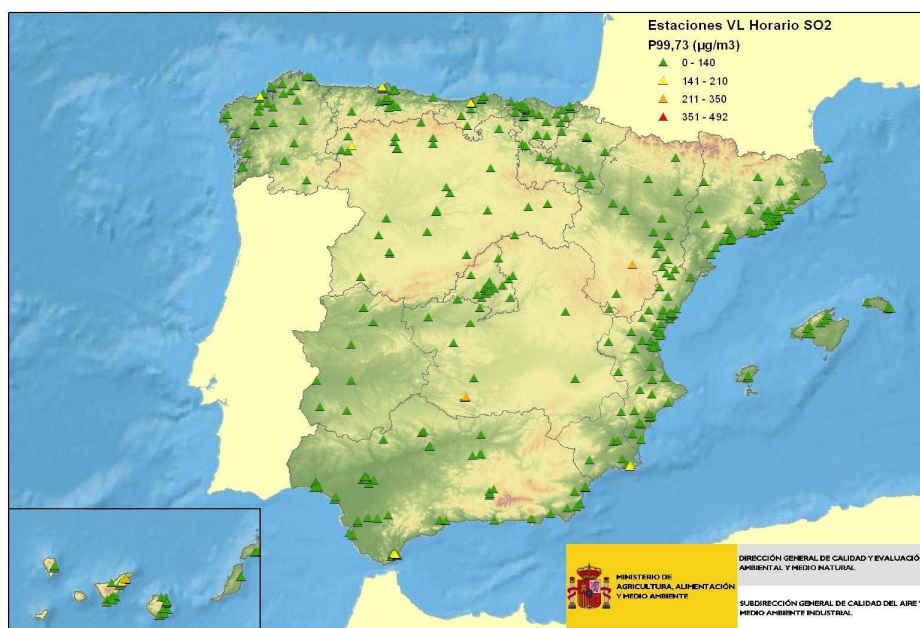 Estaciones VL Horario SO2
P99,73 (µg/m3)
0 - 140
141 - 210
211 - 350
351 - 492
MINISTERIO DE
AGRICULTURA, ALIMENTACIÓN
Y MEDIO AMBIENTE
DIRECCIÓN GENERAL DE CALIDAD Y EVALUACIÓ
AMBIENTAL Y MEDIO NATURAL
SUBDIRECCIÓN GENERAL DE CALIDAD DEL AIRE Y
MEDIO AMBIENTE INDUSTRIAL